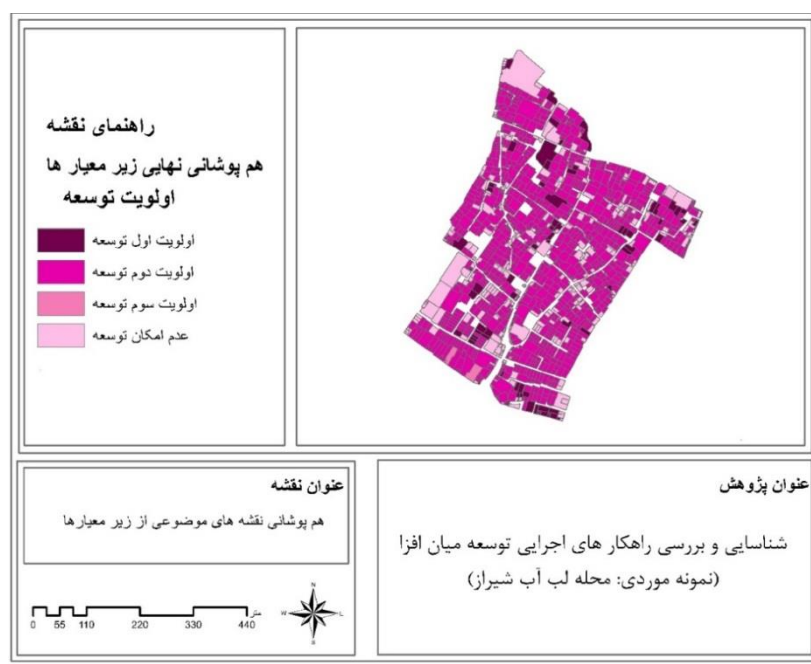 راهنمای نقشه
هم پوشانی نهایی زیر معیار ها
اولویت توسعه
اولویت اول توسعه
اولویت دوم توسعه
اولویت سوم توسعه
عدم امکان توسعه
عنوان نقشه
هم پوشانی نقشه های موضوعی از زیر معیارها
متر
0 55 110 220 330 440
N
L
S
عنوان پژوهش
شناسایی و بررسی راهکار های اجرایی توسعه میان افزا
(نمونه موردی: محله لب آب شیراز)